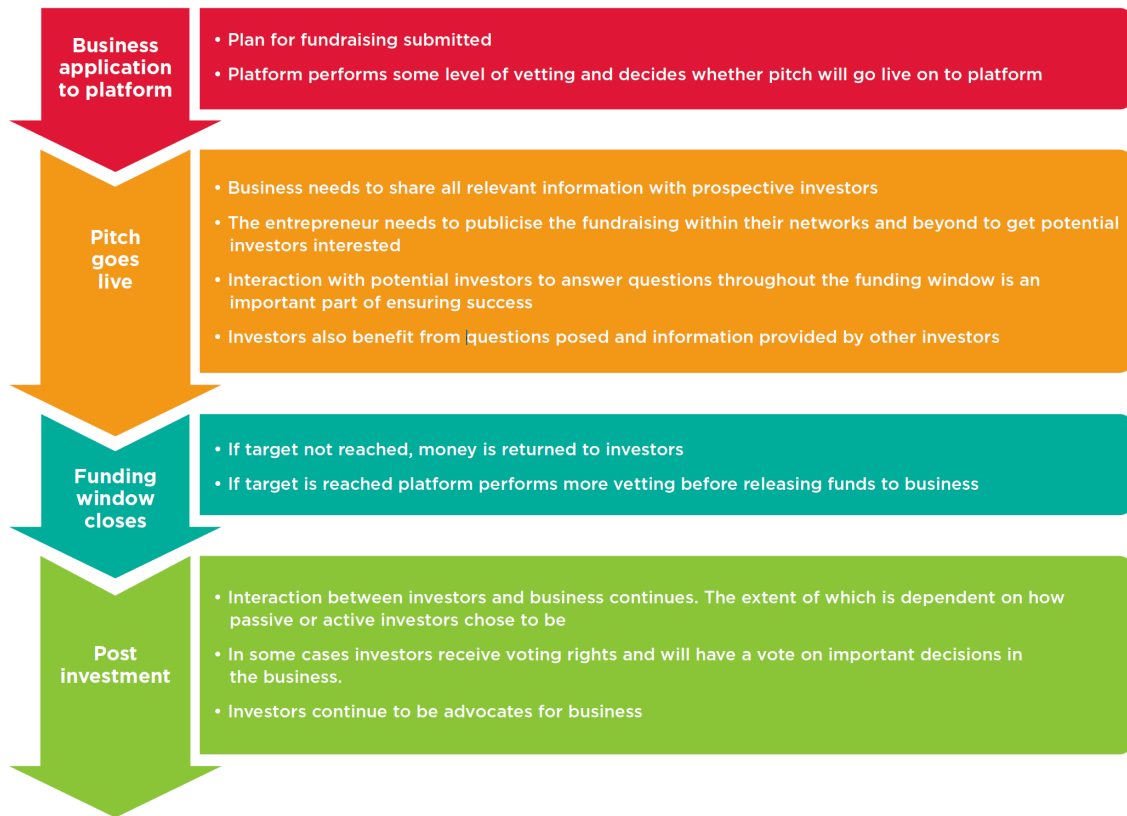 Business
application
to platform
• Plan for fundraising submitted
• Platform performs some level of vetting and decides whether pitch will go live on to platform
Pitch
goes
live
• Business needs to share all relevant information with prospective investors
• The entrepreneur needs to publicise the fundraising within their networks and beyond to get potential
investors interested
• Interaction with potential investors to answer questions throughout the funding window is an
important part of ensuring success
• Investors also benefit from questions posed and information provided by other investors
Funding
window
closes
• If target not reached, money is returned to investors
• If target is reached platform performs more vetting before releasing funds to business
Post
investment
• Interaction between investors and business continues. The extent of which is dependent on how
passive or active investors chose to be
• In some cases investors receive voting rights and will have a vote on important decisions in
the business.
• Investors continue to be advocates for business